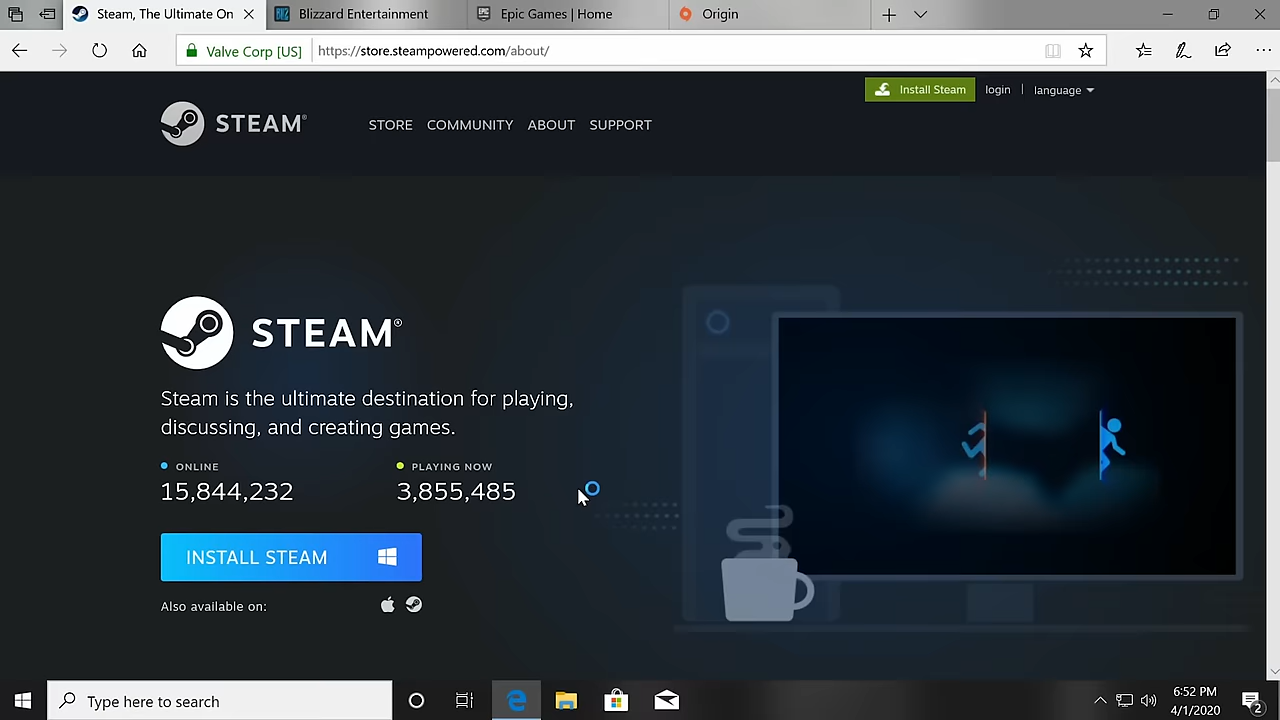 Steam, The Ultimate On
Blizzard Entertainment
Epic Games | Home
Origin
Valve Corp [US]
https://store.steampowered.com/about/
Install Steam
login
language
STEAM®
STORE
COMMUNITY
ABOUT
SUPPORT
STEAM®
Steam is the ultimate destination for playing,
discussing, and creating games.
ONLINE
15,844,232
PLAYING NOW
3,855,485
INSTALL STEAM
Also available on:
Type here to search
6:52 PM
4/1/2020
2